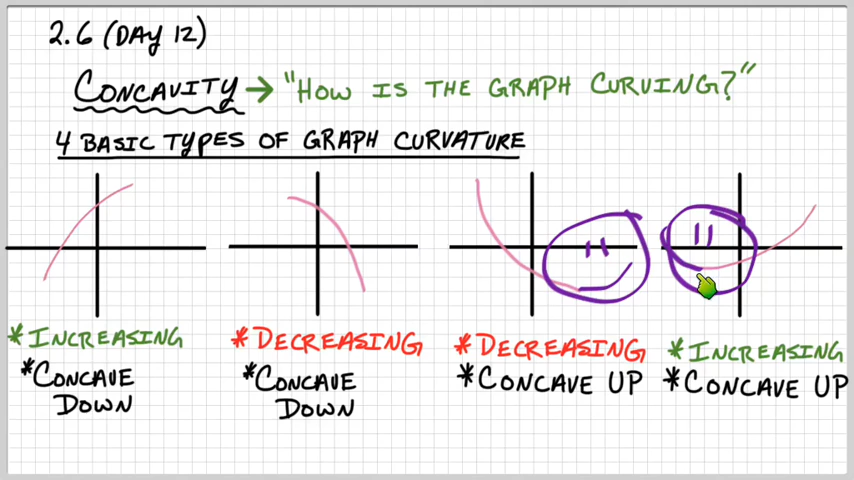 2.6 (DAY 12)
CONCAVITY → "HOW IS THE GRAPH CURVING?"
4 BASIC TYPES OF GRAPH CURVATURE
*INCREASING
*CONCAVE
DOWN
*DECREASING
*CONCAVE
DOWN
*DECREASING
*CONCAVE UP
*INCREASING
*CONCAVE UP